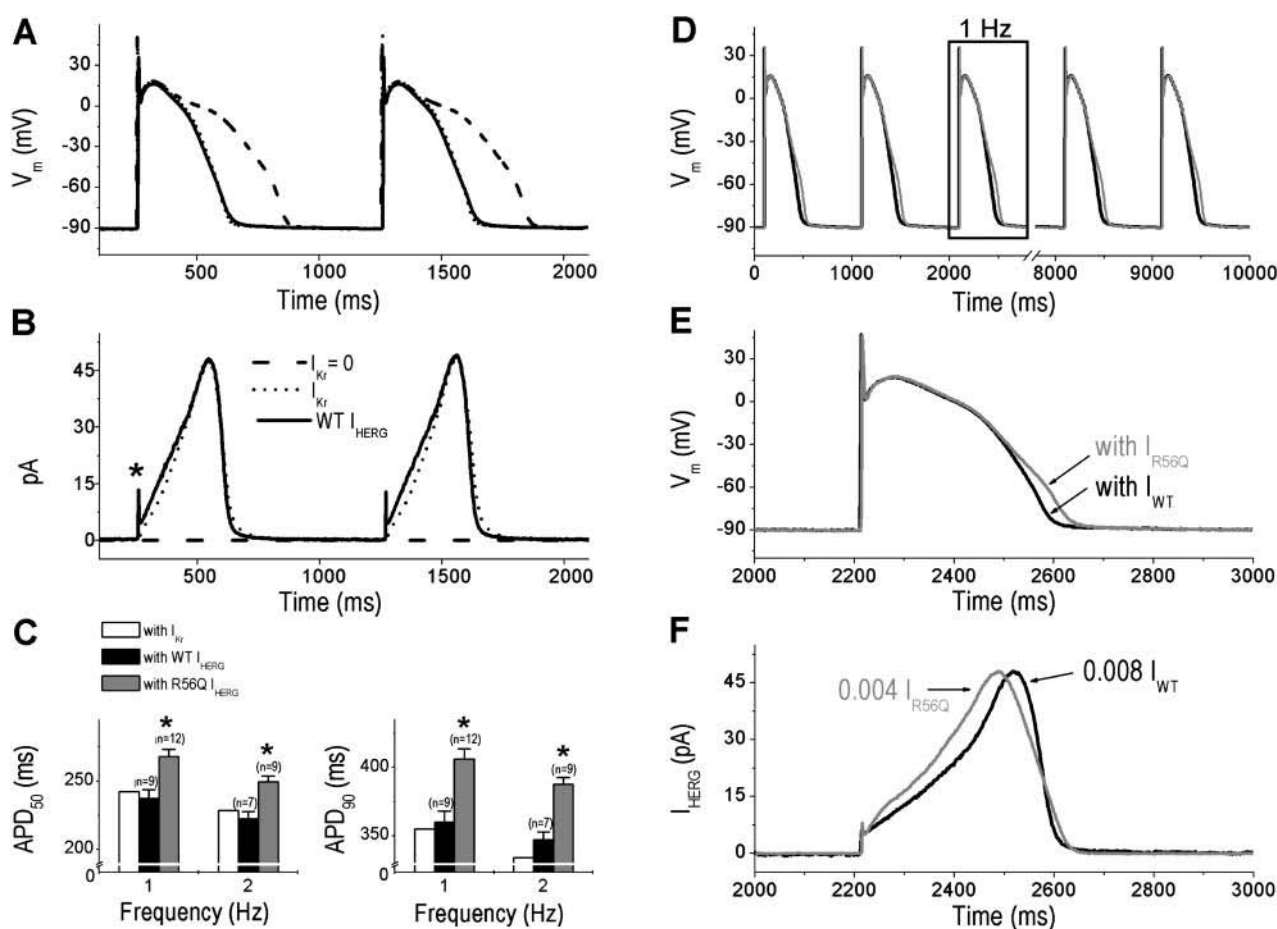 A
V_m (mV)
30
0
-30
-60
-90
500 1000 1500 2000
Time (ms)
B
pA
45
30
15
0
*
I_Kr = 0
I_Kr
WT I_HERG
500 1000 1500 2000
Time (ms)
C
with I_Kr
with WT I_HERG
with R56Q I_HERG
APD_50 (ms)
250
200
0
(n=9)
*
(n=12)
(n=7)
*
(n=9)
1 2
Frequency (Hz)
APD_90 (ms)
400
350
0
(n=9)
*
(n=12)
(n=7)
*
(n=9)
1 2
Frequency (Hz)
D
1 Hz
V_m (mV)
30
0
-30
-60
-90
0 1000 2000 8000 9000 10000
Time (ms)
E
V_m (mV)
30
0
-30
-60
-90
with I_R56Q
with I_WT
2000 2200 2400 2600 2800 3000
Time (ms)
F
I_HERG (pA)
45
30
15
0
0.004 I_R56Q
0.008 I_WT
2000 2200 2400 2600 2800 3000
Time (ms)